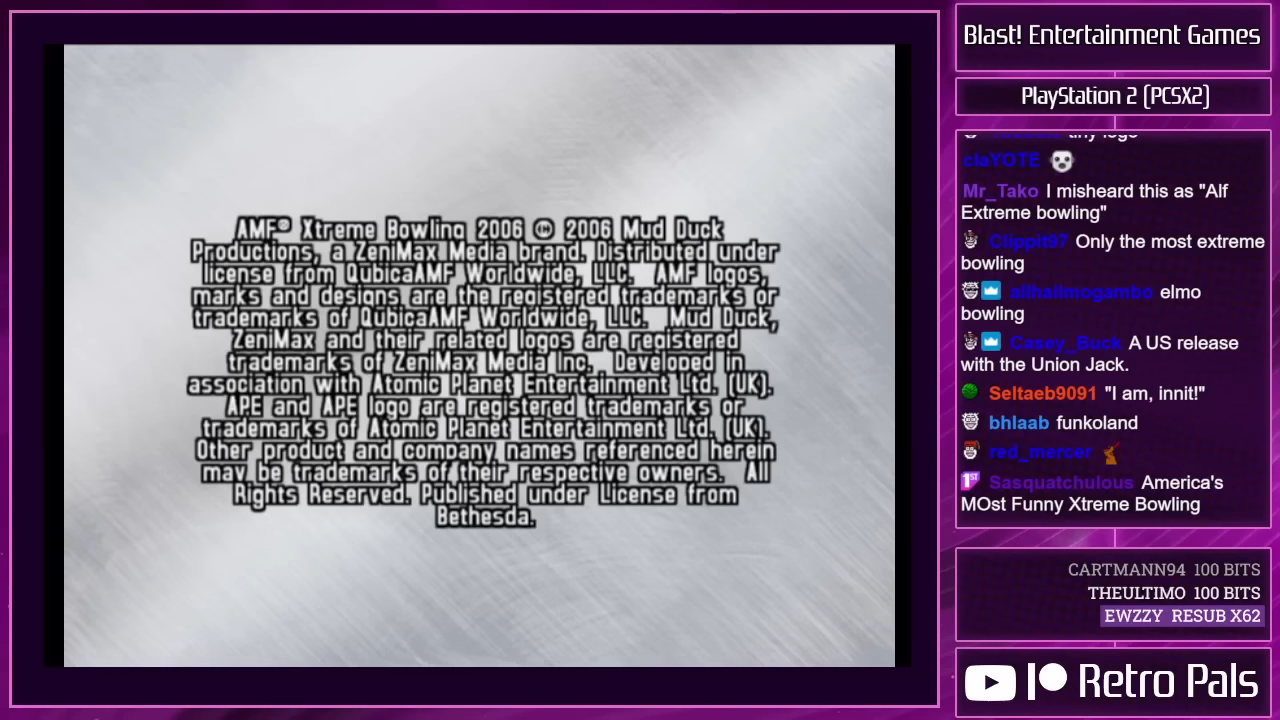 AMF® Xtreme Bowling 2006 © 2006 Mud Duck
Productions, a ZeniMax Media brand. Distributed under
license from QubicaAMF Worldwide, LLC. AMF logos,
marks and designs are the registered trademarks or
trademarks of QubicaAMF Worldwide, LLC. Mud Duck,
ZeniMax and their related logos are registered
trademarks of ZeniMax Media Inc. Developed in
association with Atomic Planet Entertainment Ltd. (UK).
APE and APE logo are registered trademarks or
trademarks of Atomic Planet Entertainment Ltd. (UK).
Other product and company names referenced herein
may be trademarks of their respective owners. All
Rights Reserved. Published under License from
Bethesda.
Blast! Entertainment Games
PlayStation 2 (PCSX2)
tiny logo
claYOTE
Mr_Tako I misheard this as "Alf
Extreme bowling"
Clippit97 Only the most extreme
bowling
allhailmogambo elmo
bowling
Casey_Buck A US release
with the Union Jack.
Seltaeb9091 "I am, innit!"
bhlaab funkoland
red_mercer
1ST Sasquatchulous America's
MOst Funny Xtreme Bowling
CARTMANN94 100 BITS
THEULTIMO 100 BITS
EWZZY RESUB X62
Retro Pals